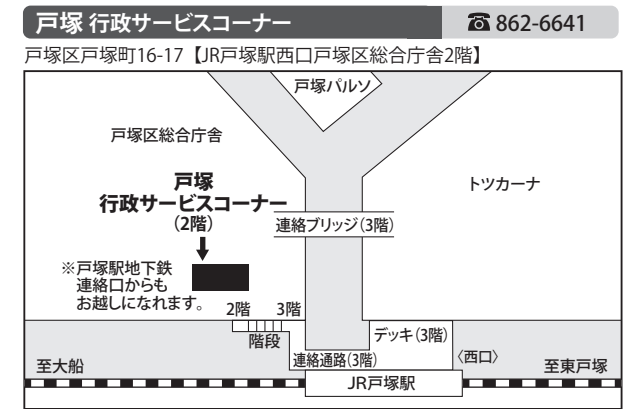 戸塚 行政サービスコーナー
☎ 862-6641
戸塚区戸塚町16-17【JR戸塚駅西口戸塚区総合庁舎2階】
戸塚パルソ
戸塚区総合庁舎
戸塚
行政サービスコーナー
（2階）
トツカーナ
連絡ブリッジ（3階）
※戸塚駅地下鉄
連絡口からも
お越しになれます。
2階
3階
階段
デッキ（3階）
連絡通路（3階）
〈西口〉
至大船
至東戸塚
JR戸塚駅